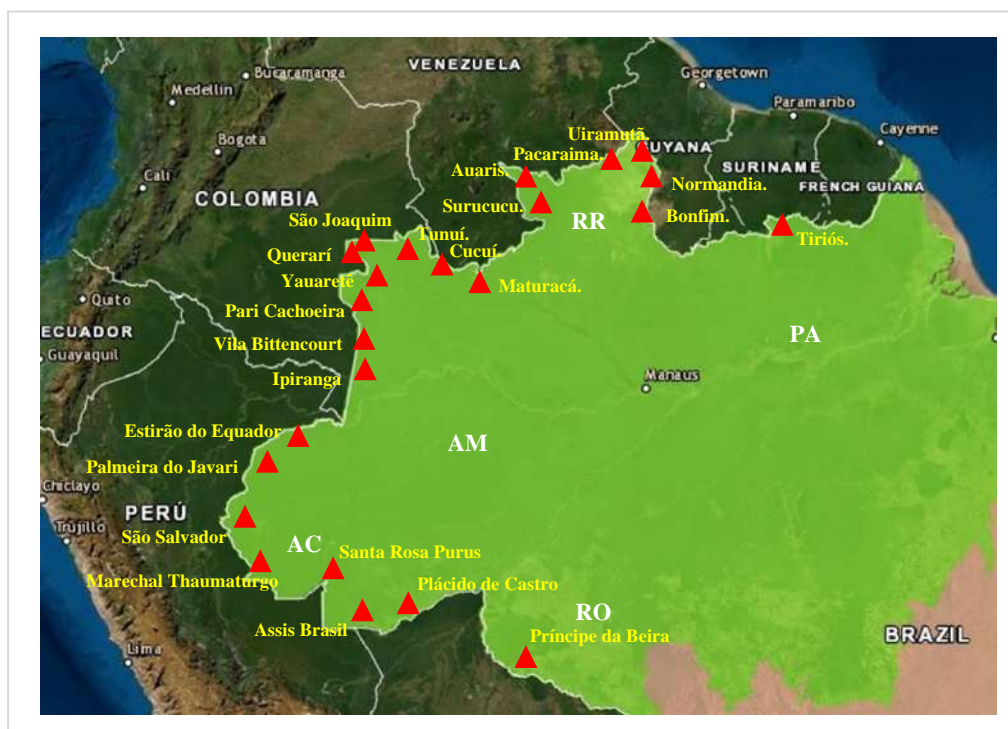 VENEZUELA
Bucaramanga
Georgetown
Medellín
Paramaribo
Uiramutã.
Cayenne
Bogota
GUYANA
Pacaraima.
SURINAME
Auaris.
Cali
Normandia.
FRENCH GUIANA
COLOMBIA
Surucucu.
RR
Bonfim.
São Joaquim
Tunuí.
Tiriós.
Querarí
Cucuí.
Yauaretê
Maturacá.
Quito
Pari Cachoeira
ECUADOR
PA
Vila Bittencourt
Guayaquil
Ipiranga
Manaus
Estirão do Equador
AM
Palmeira do Javari
Chiclayo
PERÚ
Trujillo
São Salvador
AC
Santa Rosa Purus
Marechal Thaumaturgo
Plácido de Castro
RO
Assis Brasil
Príncipe da Beira
BRAZIL
Lima